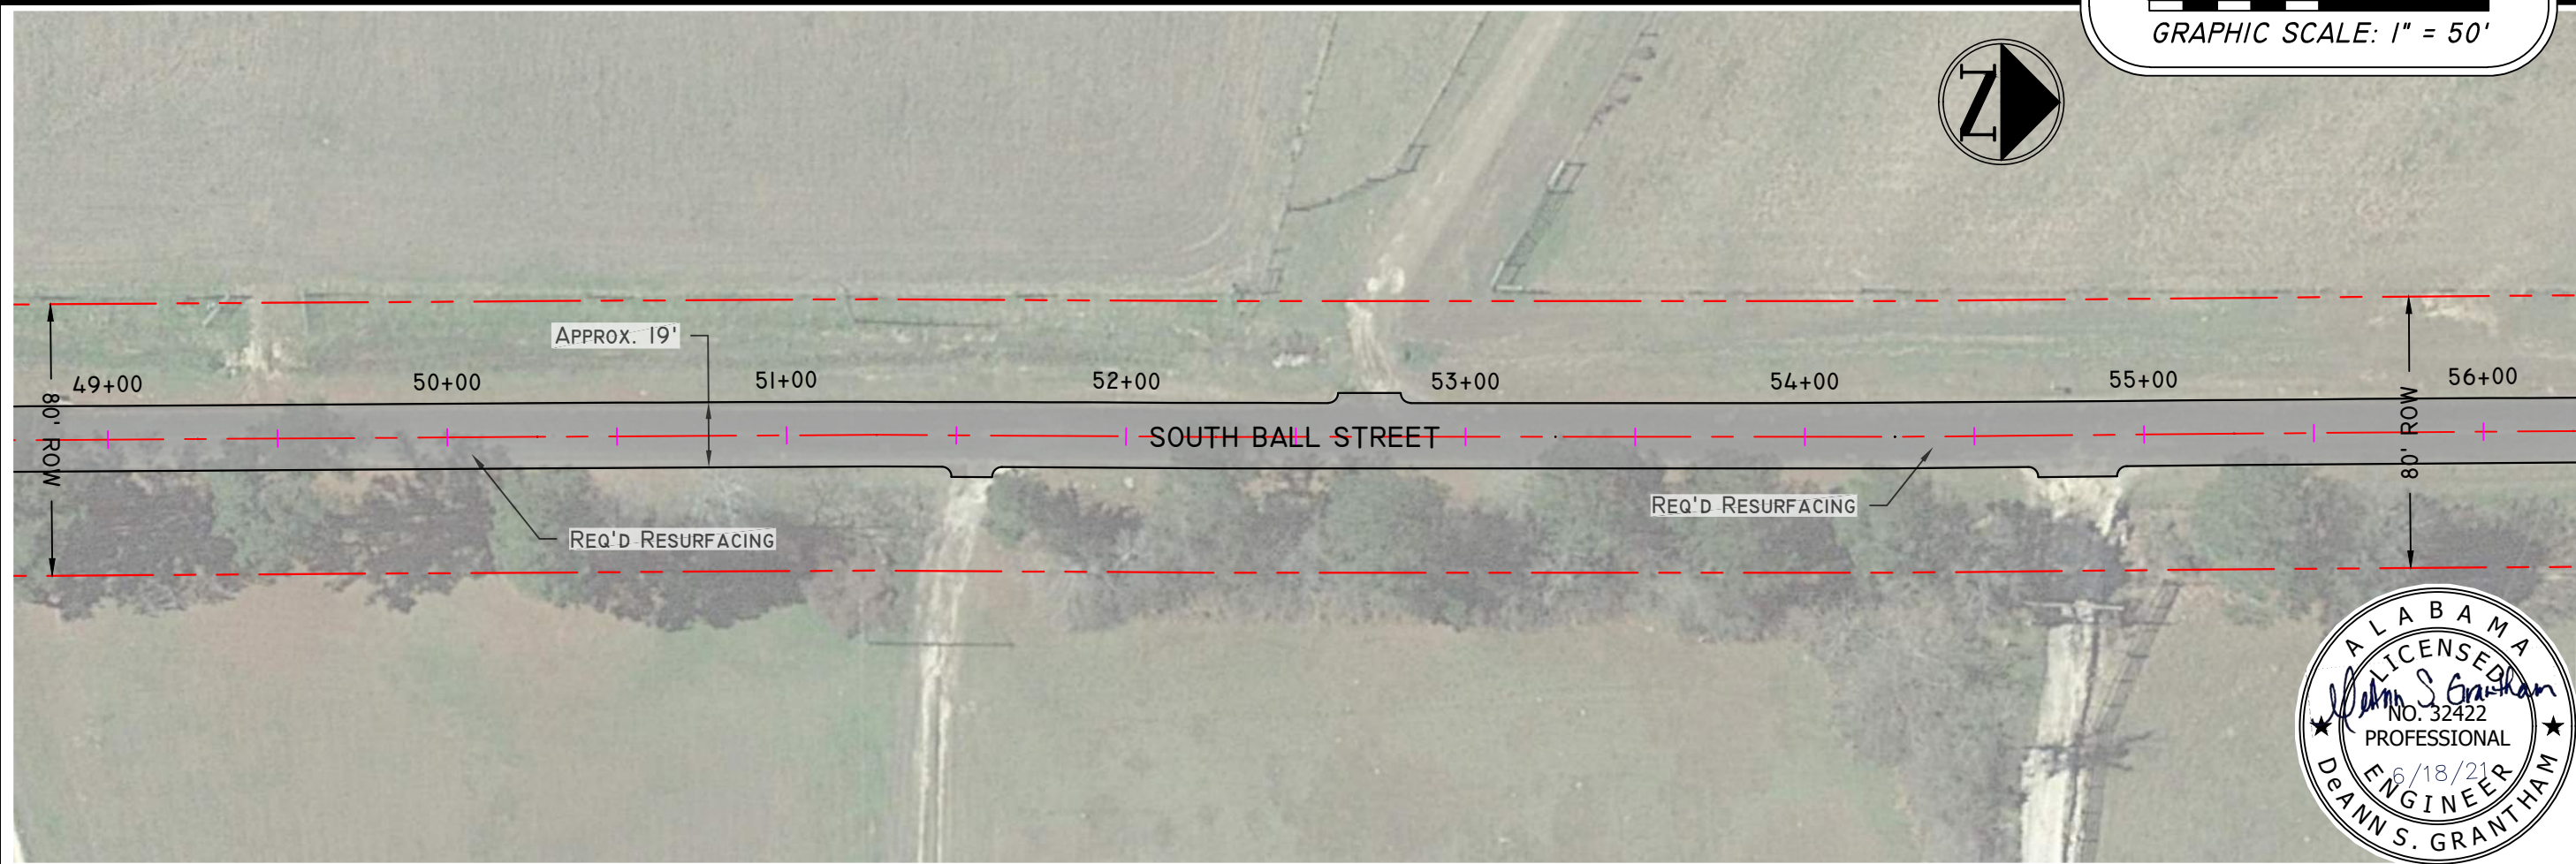 GRAPHIC SCALE: 1" = 50'
N
APPROX. 19'
49+00 50+00 51+00 52+00 53+00 54+00 55+00 56+00
80' ROW
SOUTH BALL STREET
80' ROW
REQ'D RESURFACING
REQ'D RESURFACING
ALABAMA
LICENSED
DeAnn S. Grantham
NO. 32422
PROFESSIONAL
6/18/21
ENGINEER
DeANN S. GRANTHAM